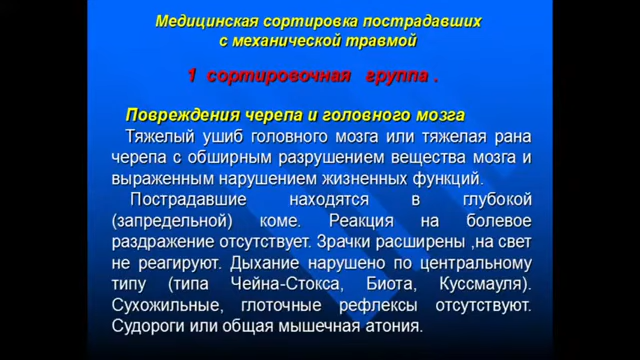 Медицинская сортировка пострадавших
с механической травмой
1 сортировочная группа .
Повреждения черепа и головного мозга
Тяжелый ушиб головного мозга или тяжелая рана
черепа с обширным разрушением вещества мозга и
выраженным нарушением жизненных функций.
Пострадавшие находятся в глубокой
(запредельной) коме. Реакция на болевое
раздражение отсутствует. Зрачки расширены ,на свет
не реагируют. Дыхание нарушено по центральному
типу (типа Чейна-Стокса, Биота, Куссмауля).
Сухожильные, глоточные рефлексы отсутствуют.
Судороги или общая мышечная атония.